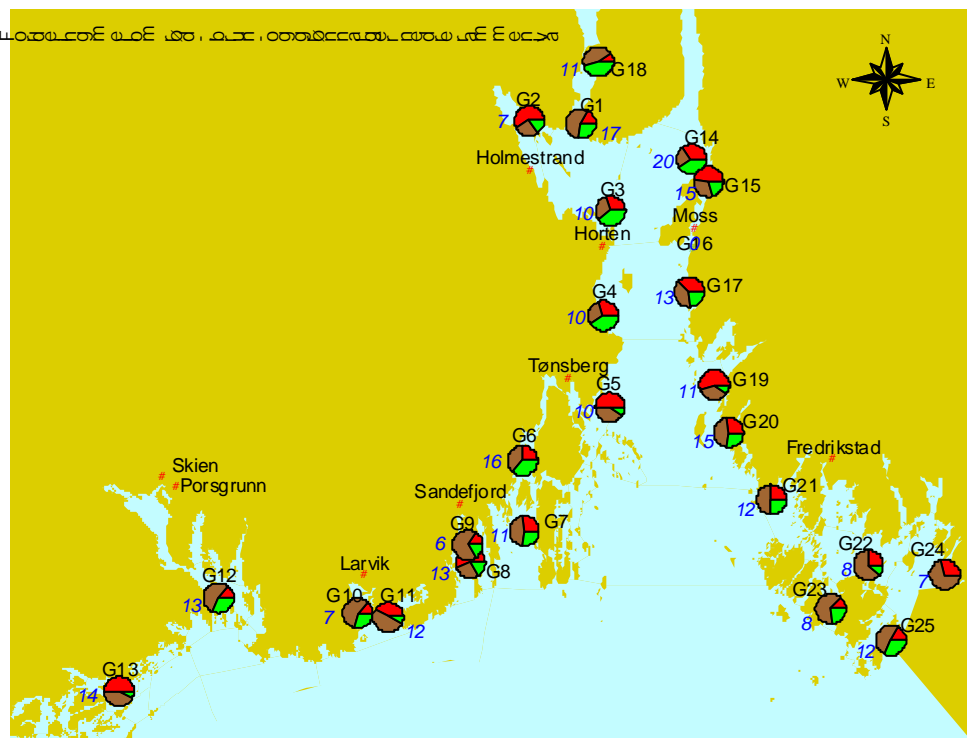 N
W E
S
11 G18
G2 G1
7 17
G14
20
Holmestrand
15 G15
G3
10
Moss
Horten
G16
0
G4 13 G17
10
Tønsberg
G5 11 G19
10
G20
15
G6
16
Fredrikstad
Skien
Porsgrunn
Sandefjord
G21
12
G9 G7
6 11
13 G8
G22 G24
8 7
Larvik
G12 G10 G11
13 7 12
G23
8
G25
12
G13
14